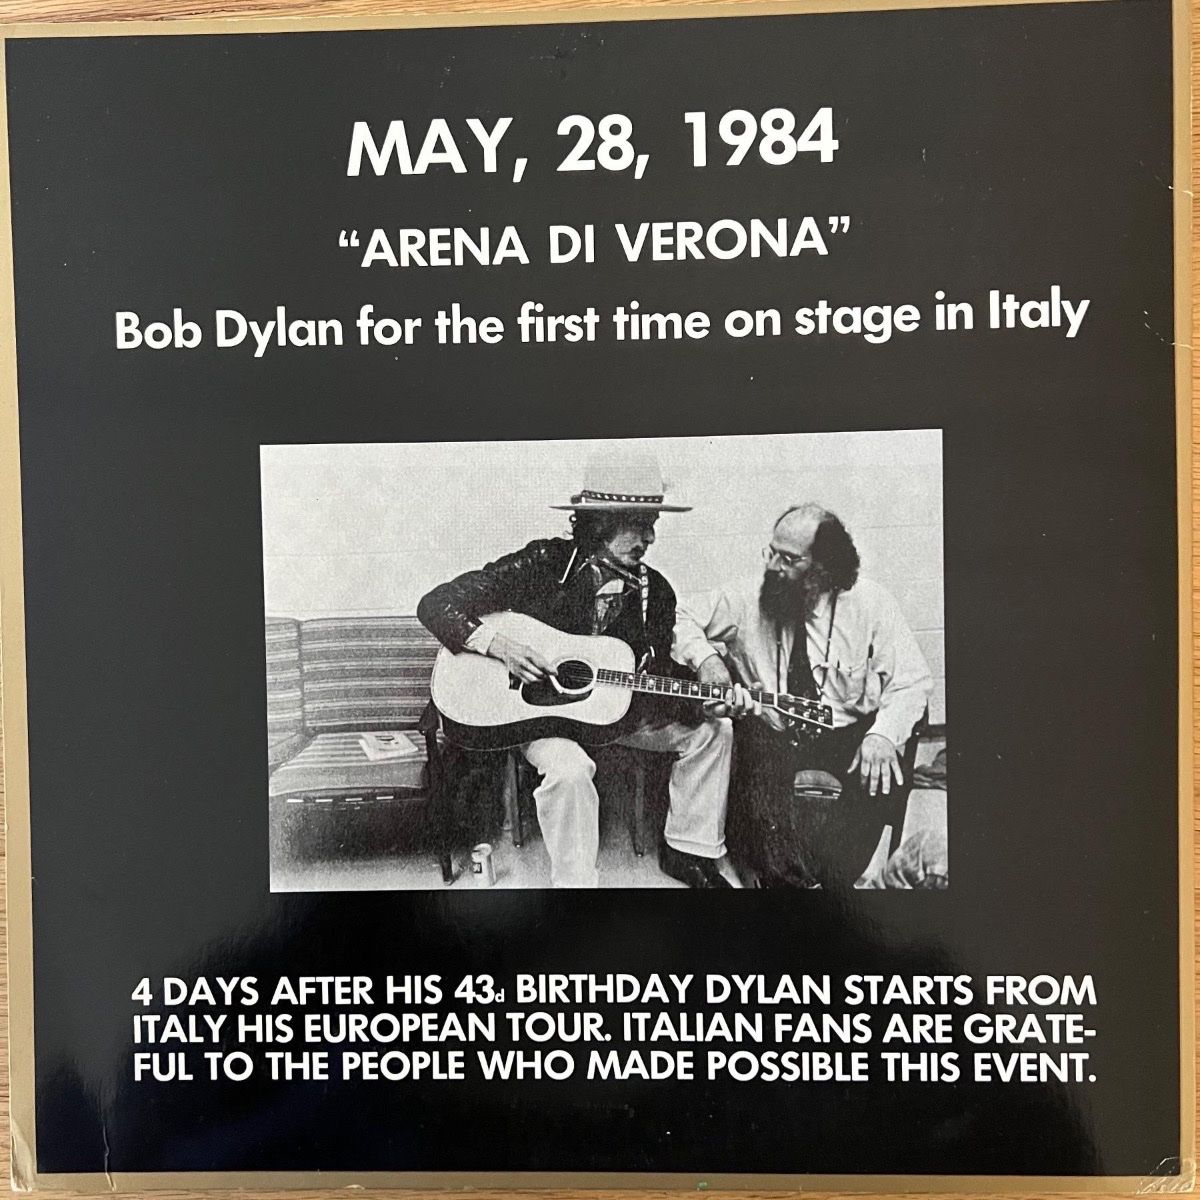 MAY, 28, 1984
“ARENA DI VERONA”
Bob Dylan for the first time on stage in Italy
4 DAYS AFTER HIS 43d BIRTHDAY DYLAN STARTS FROM
ITALY HIS EUROPEAN TOUR. ITALIAN FANS ARE GRATE-
FUL TO THE PEOPLE WHO MADE POSSIBLE THIS EVENT.